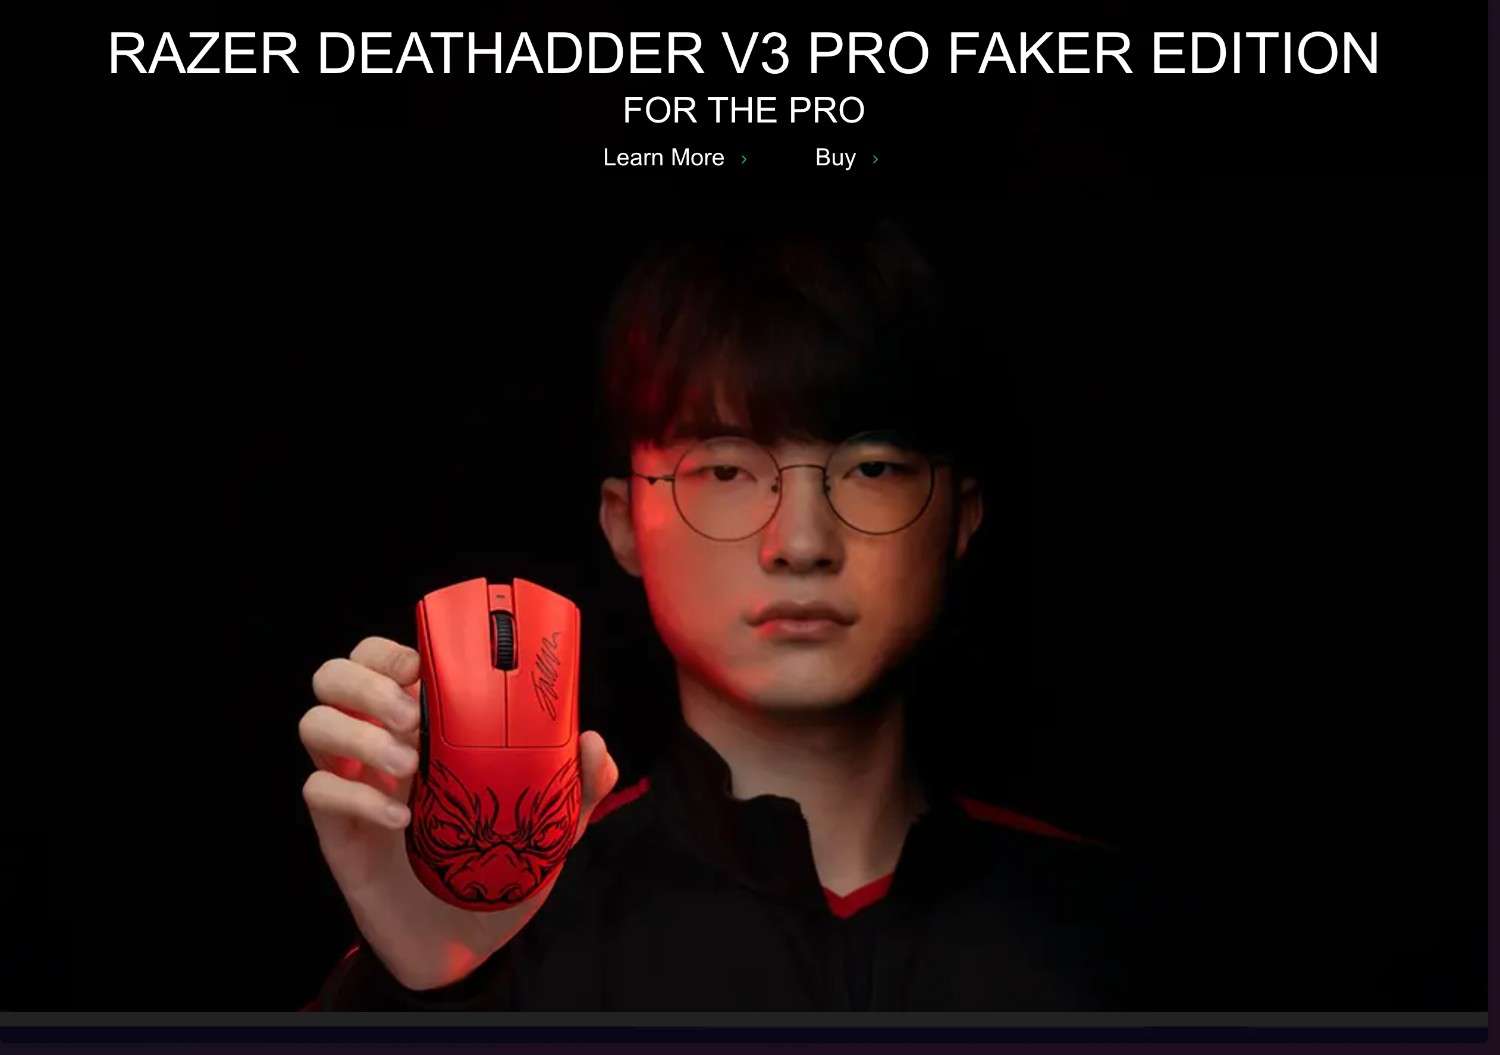 RAZER DEATHADDER V3 PRO FAKER EDITION
FOR THE PRO
Learn More › Buy ›